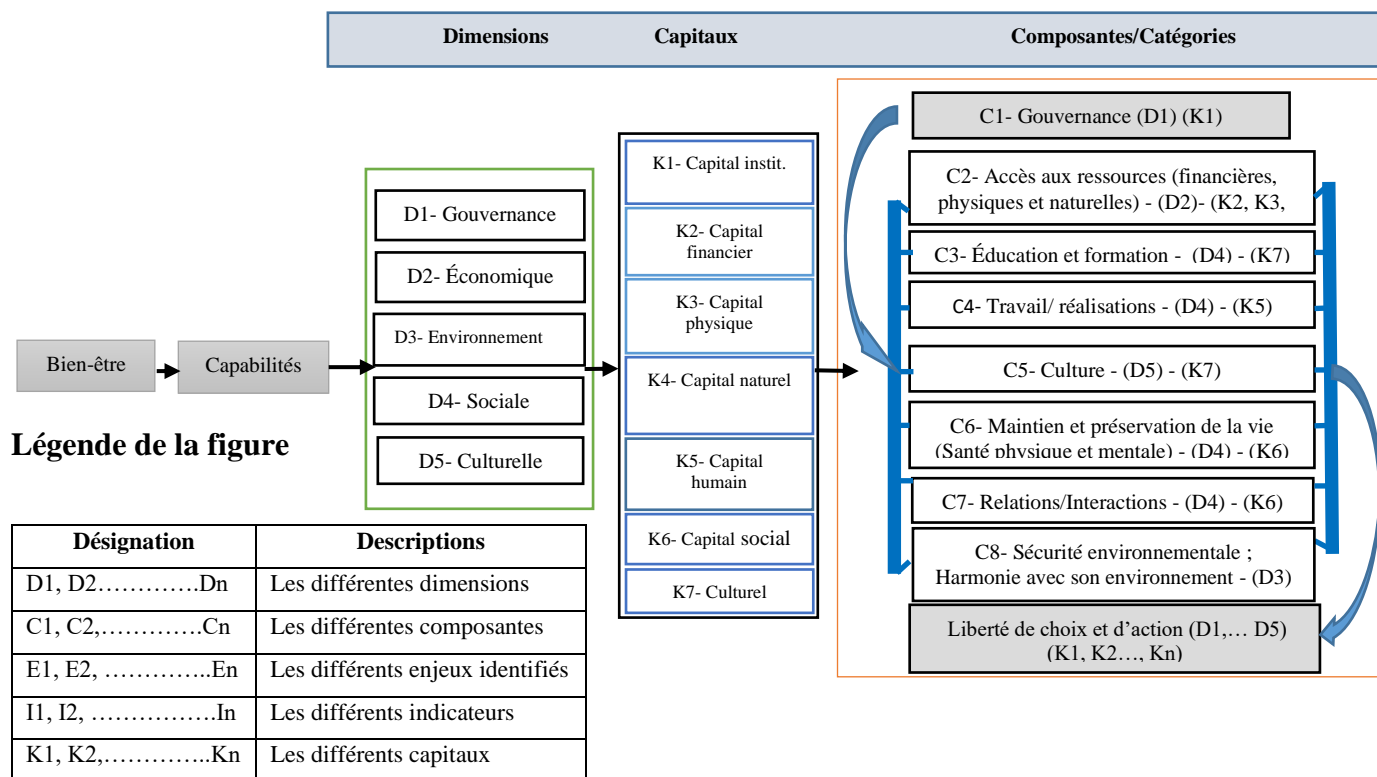 Dimensions
Capitaux
Composantes/Catégories
Bien-être
Capabilités
D1- Gouvernance
D2- Économique
D3- Environnement
D4- Sociale
D5- Culturelle
K1- Capital instit.
K2- Capital
financier
K3- Capital
physique
K4- Capital naturel
K5- Capital
humain
K6- Capital social
K7- Culturel
C1- Gouvernance (D1) (K1)
C2- Accès aux ressources (financières,
physiques et naturelles) - (D2)- (K2, K3,
C3- Éducation et formation - (D4) - (K7)
C4- Travail/ réalisations - (D4) - (K5)
C5- Culture - (D5) - (K7)
C6- Maintien et préservation de la vie
(Santé physique et mentale) - (D4) - (K6)
C7- Relations/Interactions - (D4) - (K6)
C8- Sécurité environnementale ;
Harmonie avec son environnement - (D3)
Liberté de choix et d’action (D1,… D5)
(K1, K2…, Kn)
Légende de la figure
Désignation Descriptions
D1, D2………….Dn Les différentes dimensions
C1, C2,………….Cn Les différentes composantes
E1, E2, …………..En Les différents enjeux identifiés
I1, I2, …………….In Les différents indicateurs
K1, K2,…………..Kn Les différents capitaux